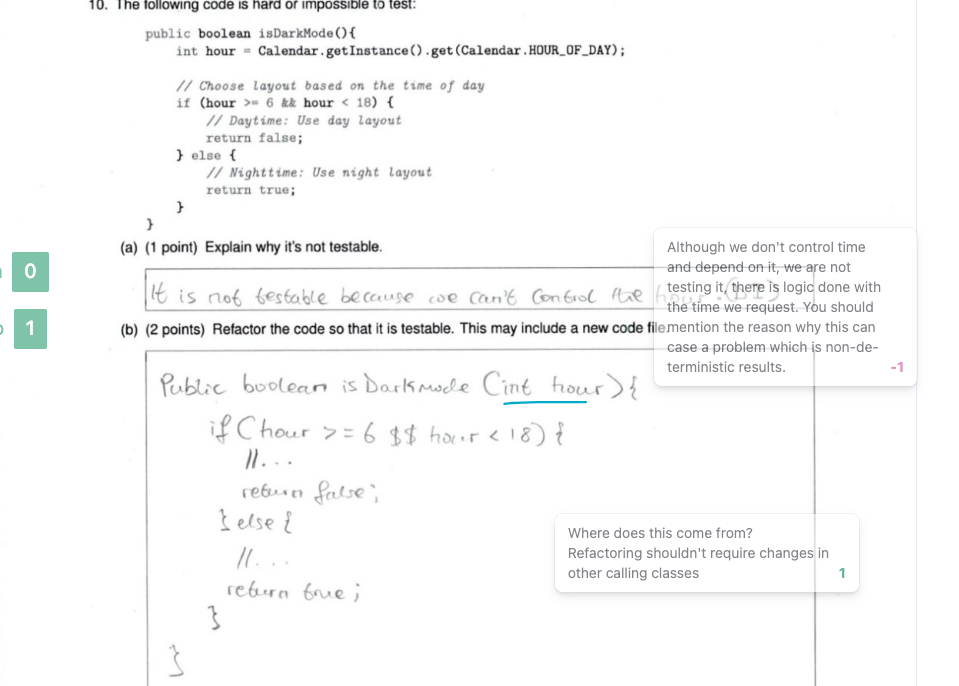 10. The following code is hard or impossible to test:
public boolean isDarkMode(){
int hour = Calendar.getInstance().get(Calendar.HOUR_OF_DAY);
// Choose layout based on the time of day
if (hour >= 6 && hour < 18) {
// Daytime: Use day layout
return false;
} else {
// Nighttime: Use night layout
return true;
}
}
(a) (1 point) Explain why it's not testable.
0
It is not testable because we can't control the hour. (DI)
Although we don't control time
and depend on it, we are not
testing it, there is logic done with
the time we request. You should
mention the reason why this can
case a problem which is non-de-
terministic results.
-1
1
(b) (2 points) Refactor the code so that it is testable. This may include a new code file.
Public boolean isDarkmode (int hour) {
if (hour >= 6 $$ hour < 18) {
//...
return false;
} else {
//...
return true;
}
}
Where does this come from?
Refactoring shouldn't require changes in
other calling classes
1